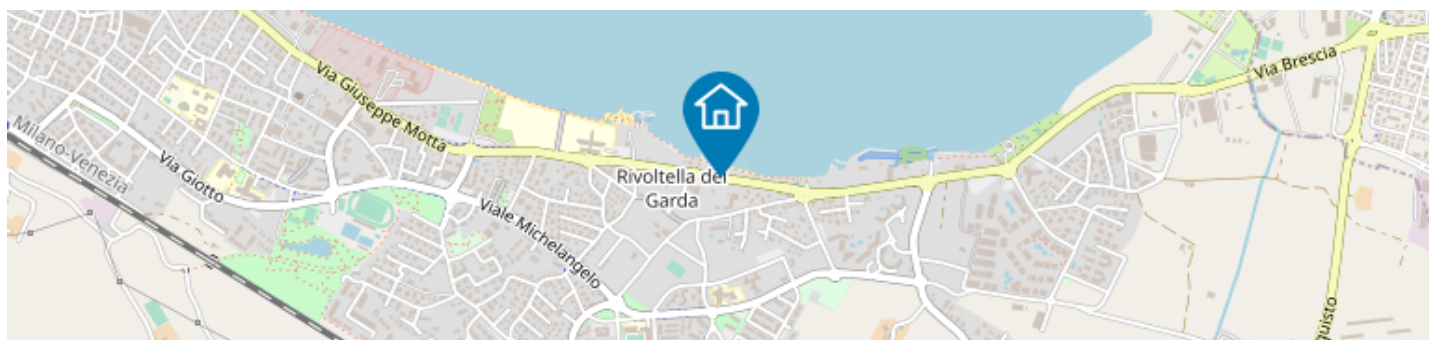 Via Brescia
Via Giuseppe Motta
Milano-Venezia
Via Giotto
Rivoltella del
Garda
Viale Michelangelo